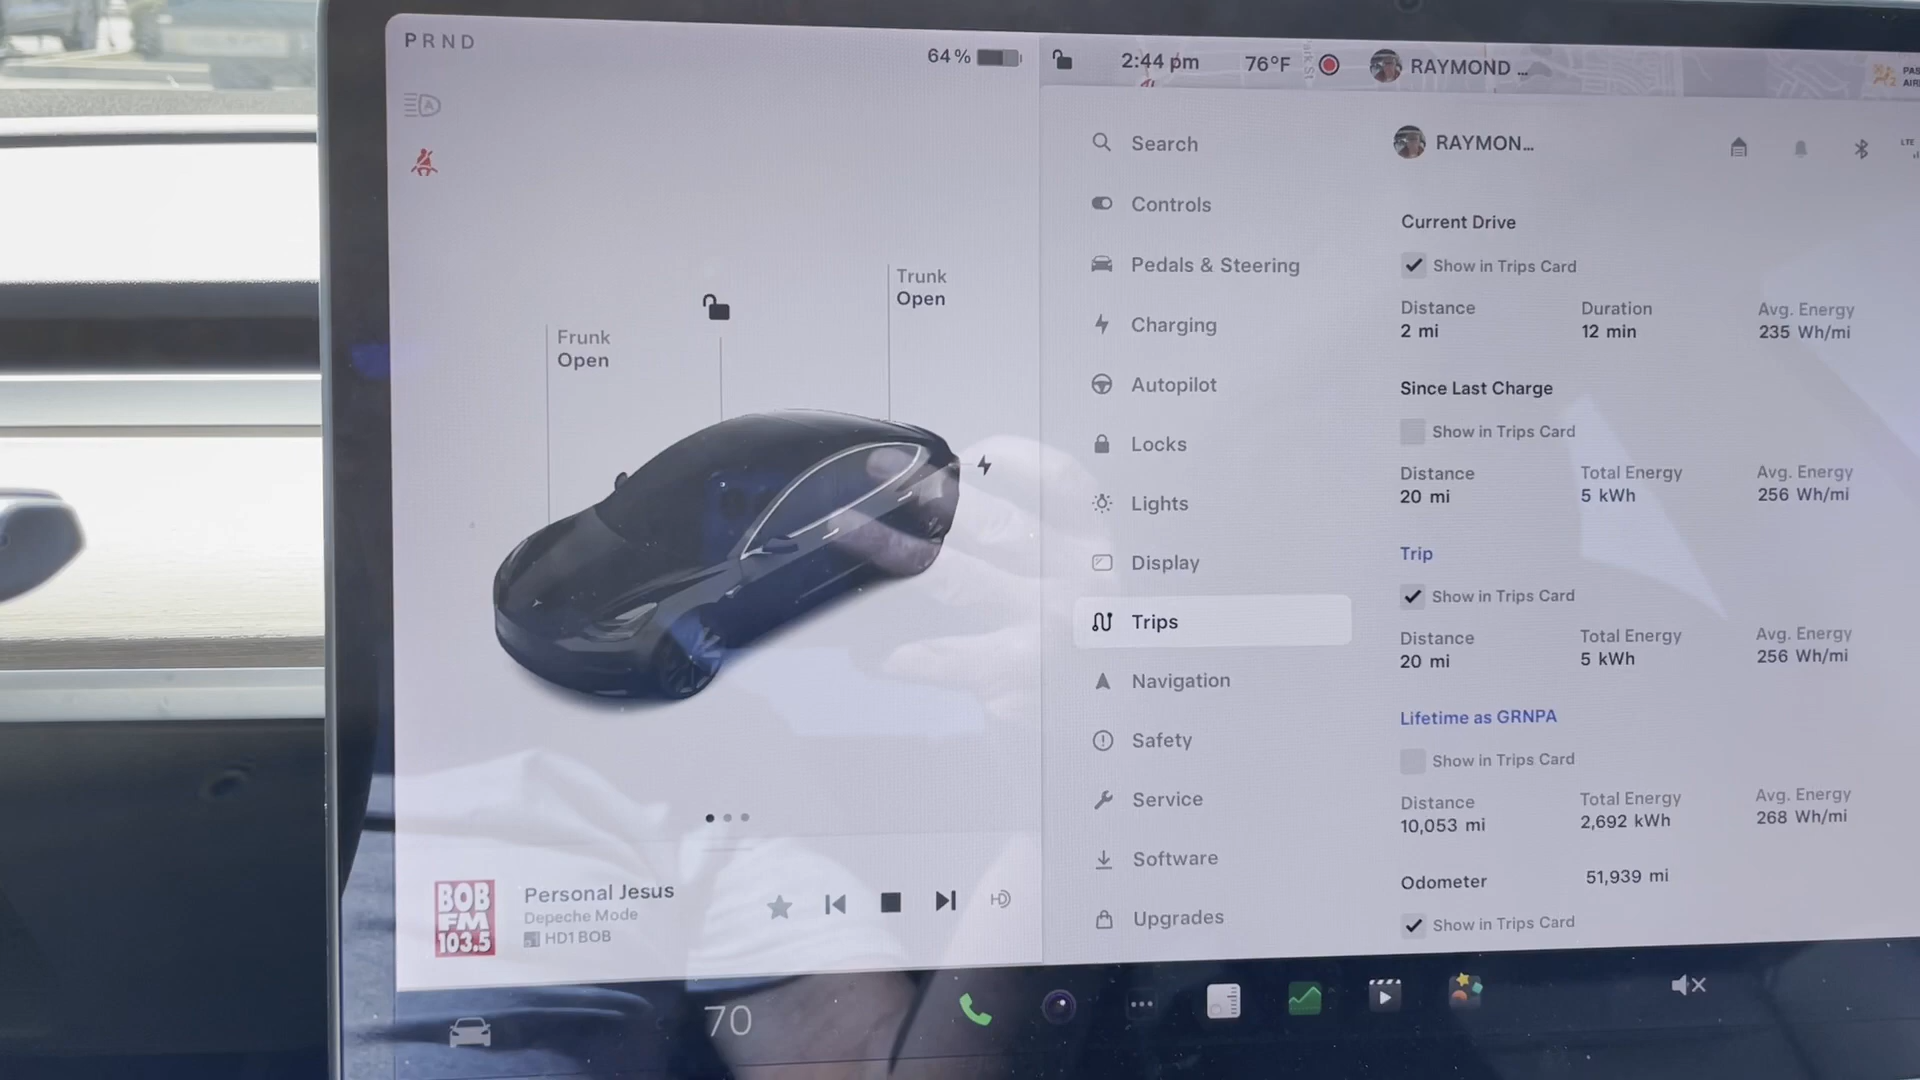 PRND
64%
2:44 pm
76°F
RAYMOND ...
PAS
AIR
Trunk
Open
Frunk
Open
Search
Controls
Pedals & Steering
Charging
Autopilot
Locks
Lights
Display
Trips
Navigation
Safety
Service
Software
Upgrades
RAYMON...
LTE
Current Drive
Show in Trips Card
Distance Duration Avg. Energy
2 mi 12 min 235 Wh/mi
Since Last Charge
Show in Trips Card
Distance Total Energy Avg. Energy
20 mi 5 kWh 256 Wh/mi
Trip
Show in Trips Card
Distance Total Energy Avg. Energy
20 mi 5 kWh 256 Wh/mi
Lifetime as GRNPA
Show in Trips Card
Distance Total Energy Avg. Energy
10,053 mi 2,692 kWh 268 Wh/mi
Odometer 51,939 mi
Show in Trips Card
BOB
FM
103.5
Personal Jesus
Depeche Mode
HD1 BOB
70